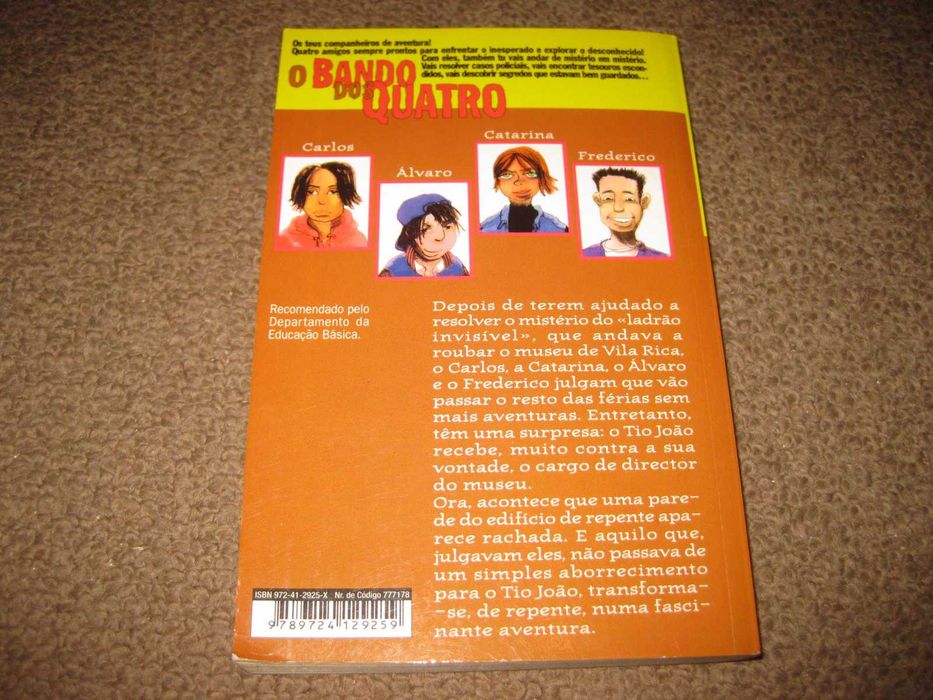 Os teus companheiros de aventura!
Quatro amigos sempre prontos para enfrentar o inesperado e explorar o desconhecido!
Com eles, também tu vais andar de mistério em mistério.
Vais resolver casos policiais, vais encontrar tesouros escon-
didos, vais descobrir segredos que estavam bem guardados...
O BANDO
DOS QUATRO
Carlos
Álvaro
Catarina
Frederico
Recomendado pelo
Departamento da
Educação Básica.
Depois de terem ajudado a
resolver o mistério do «ladrão
invisível», que andava a
roubar o museu de Vila Rica,
o Carlos, a Catarina, o Álvaro
e o Frederico julgam que vão
passar o resto das férias sem
mais aventuras. Entretanto,
têm uma surpresa: o Tio João
recebe, muito contra a sua
vontade, o cargo de director
do museu.
Ora, acontece que uma pare-
de do edifício de repente apa-
rece rachada. E aquilo que,
julgavam eles, não passava de
um simples aborrecimento
para o Tio João, transforma-
-se, de repente, numa fasci-
nante aventura.
ISBN 972-41-2925-X Nr. de Código 777178
9789724129259